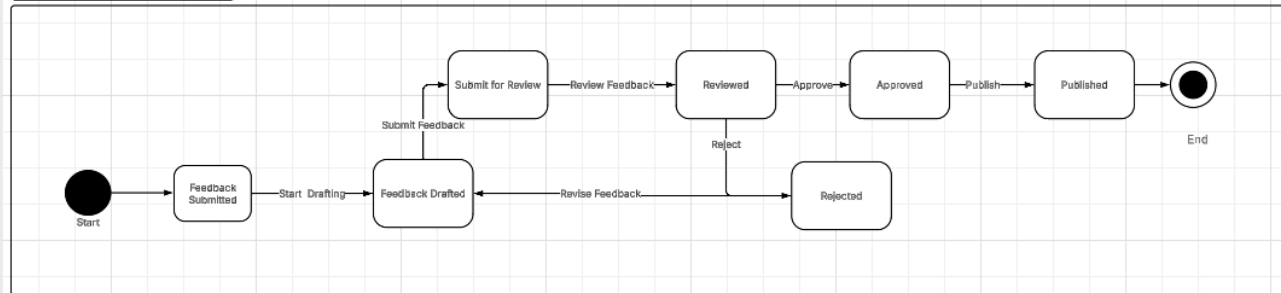 Submit for Review
Review Feedback
Reviewed
Approve
Approved
Publish
Published
Submit Feedback
End
Reject
Feedback
Submitted
Start Drafting
Feedback Drafted
Revise Feedback
Rejected
Start